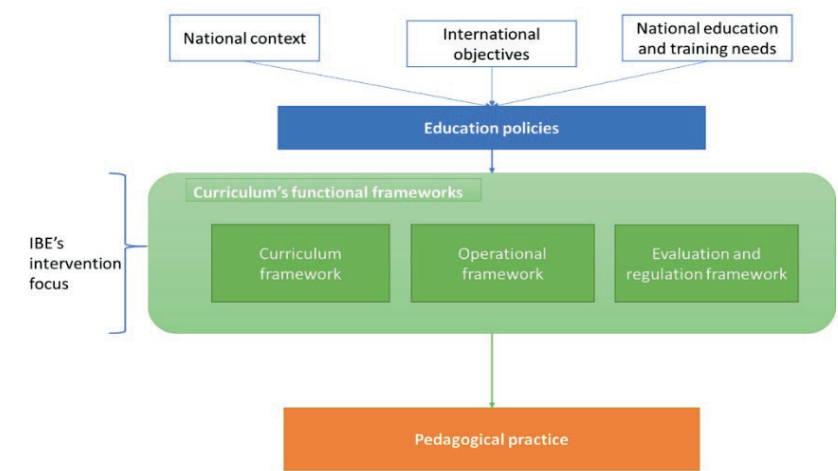 National context
International
objectives
National education
and training needs
Education policies
Curriculum's functional frameworks
IBE's
intervention
focus
Curriculum
framework
Operational
framework
Evaluation and
regulation framework
Pedagogical practice